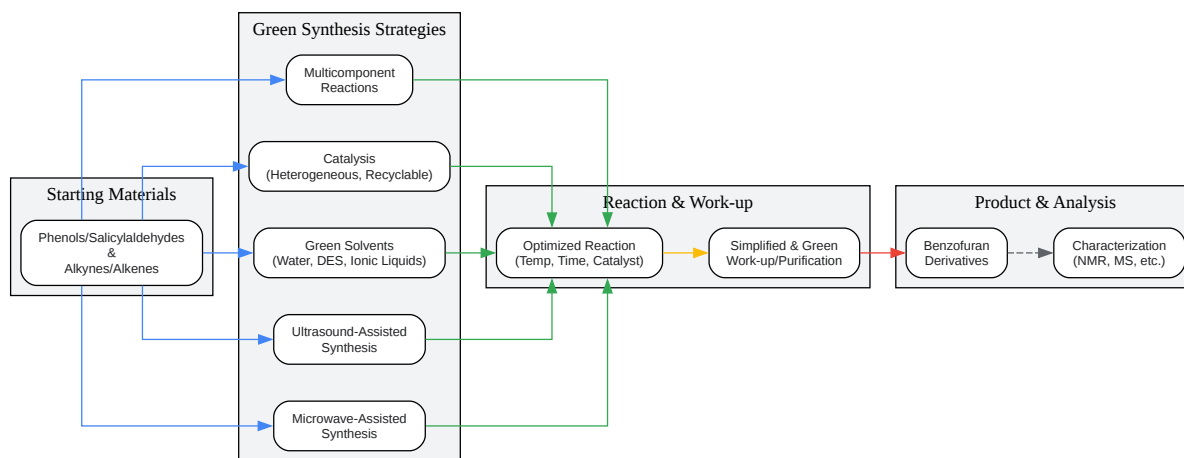 Green Synthesis Strategies
Multicomponent
Reactions
Catalysis
(Heterogeneous, Recyclable)
Starting Materials
Phenols/Salicylaldehydes
&
Alkynes/Alkenes
Green Solvents
(Water, DES, Ionic Liquids)
Ultrasound-Assisted
Synthesis
Microwave-Assisted
Synthesis
Reaction & Work-up
Optimized Reaction
(Temp, Time, Catalyst)
Simplified & Green
Work-up/Purification
Product & Analysis
Benzofuran
Derivatives
Characterization
(NMR, MS, etc.)